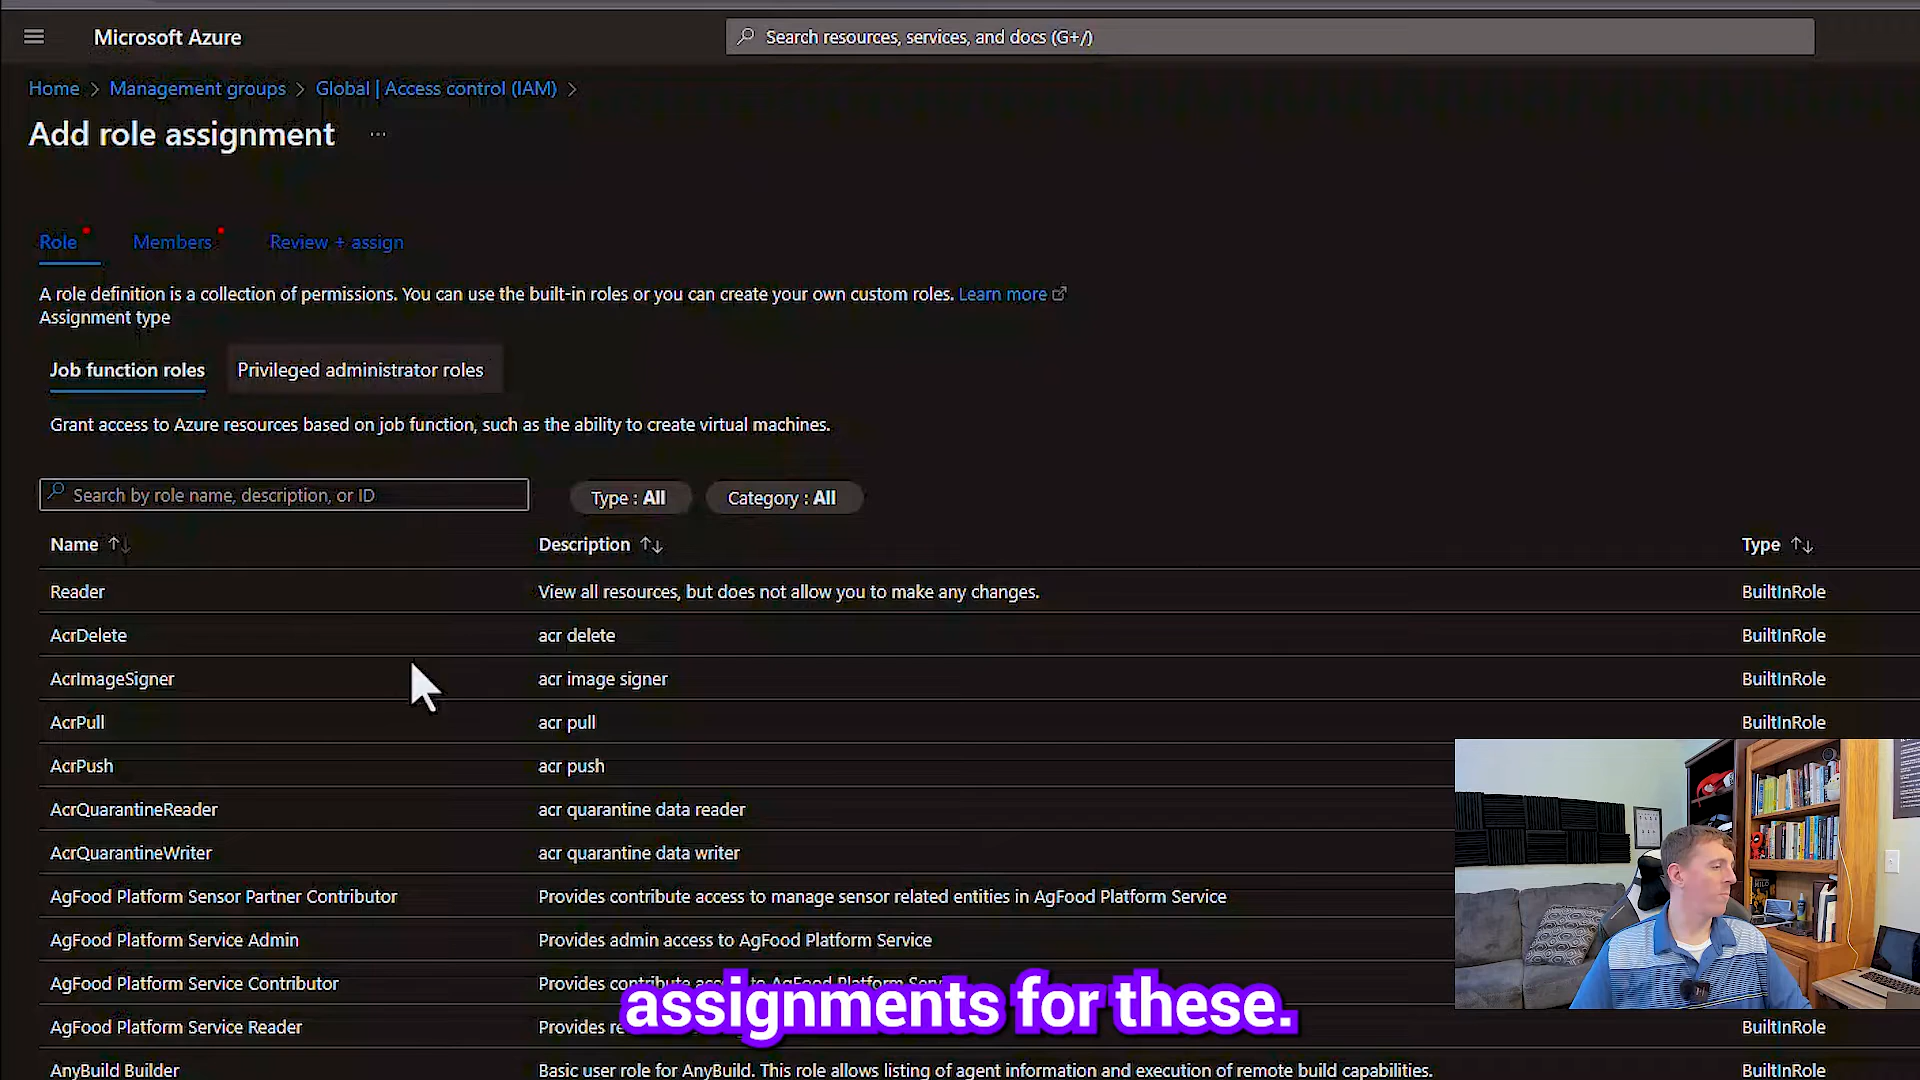 Microsoft Azure
Search resources, services, and docs (G+/)
Home > Management groups > Global | Access control (IAM) >
Add role assignment ...
Role Members Review + assign
A role definition is a collection of permissions. You can use the built-in roles or you can create your own custom roles. Learn more
Assignment type
Job function roles Privileged administrator roles
Grant access to Azure resources based on job function, such as the ability to create virtual machines.
Search by role name, description, or ID Type : All Category : All
Name ↑↓ Description ↑↓ Type ↑↓
Reader View all resources, but does not allow you to make any changes. BuiltInRole
AcrDelete acr delete BuiltInRole
AcrImageSigner acr image signer BuiltInRole
AcrPull acr pull BuiltInRole
AcrPush acr push
AcrQuarantineReader acr quarantine data reader
AcrQuarantineWriter acr quarantine data writer
AgFood Platform Sensor Partner Contributor Provides contribute access to manage sensor related entities in AgFood Platform Service
AgFood Platform Service Admin Provides admin access to AgFood Platform Service
AgFood Platform Service Contributor Provides contribute access to AgFood Platform Serv
assignments for these.
AgFood Platform Service Reader Provides re BuiltInRole
AnyBuild Builder Basic user role for AnyBuild. This role allows listing of agent information and execution of remote build capabilities. BuiltInRole